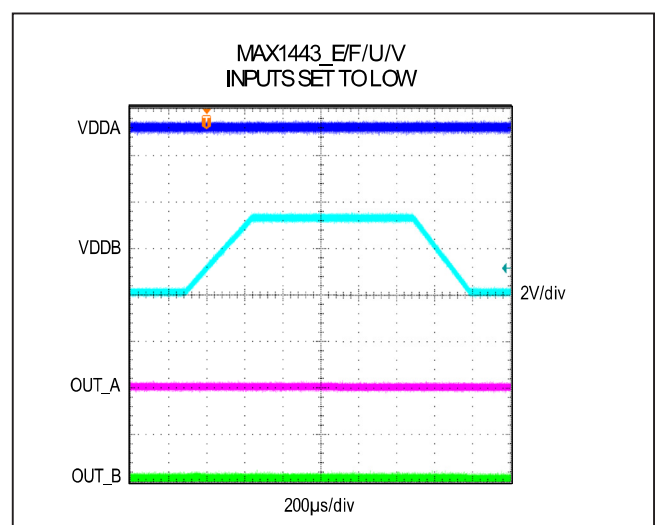 MAX1443_E/F/U/V
INPUTS SET TO LOW
VDDA
VDDB
2V/div
OUT_A
OUT_B
200µs/div